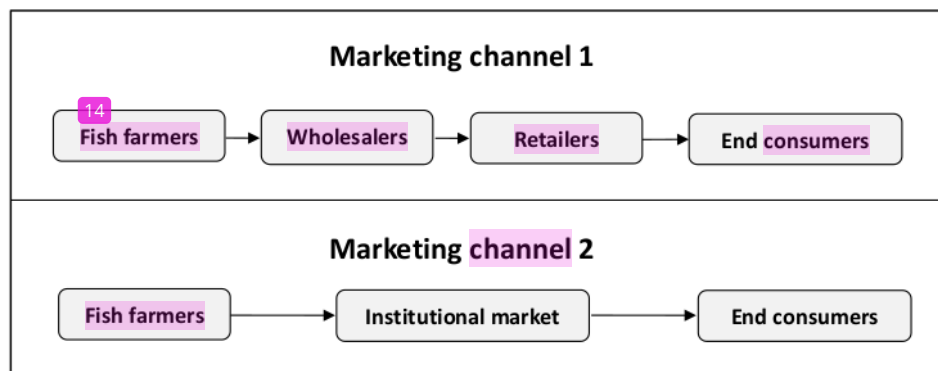 Marketing channel 1
14
Fish farmers Wholesalers Retailers End consumers
Marketing channel 2
Fish farmers Institutional market End consumers